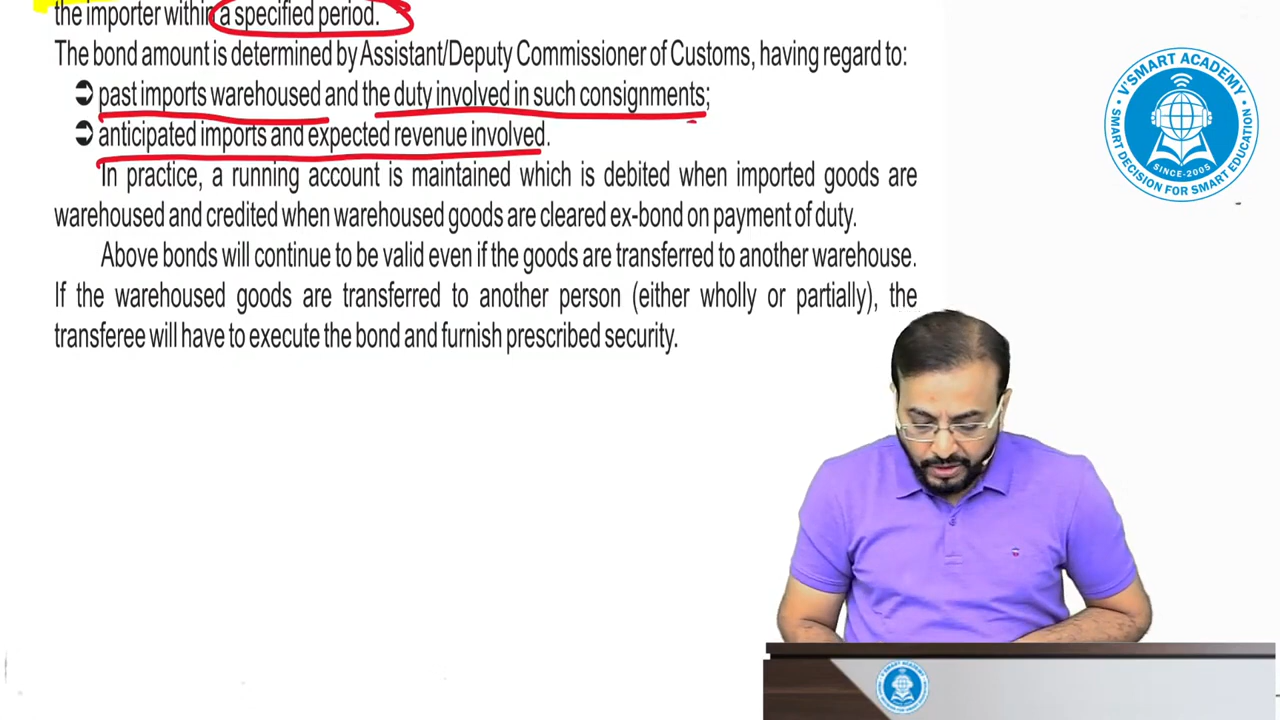 the importer within a specified period.
The bond amount is determined by Assistant/Deputy Commissioner of Customs, having regard to:
➲ past imports warehoused and the duty involved in such consignments;
➲ anticipated imports and expected revenue involved.
In practice, a running account is maintained which is debited when imported goods are
warehoused and credited when warehoused goods are cleared ex-bond on payment of duty.
Above bonds will continue to be valid even if the goods are transferred to another warehouse.
If the warehoused goods are transferred to another person (either wholly or partially), the
transferee will have to execute the bond and furnish prescribed security.
V'SMART ACADEMY
SINCE-2005
• SMART DECISION FOR SMART EDUCATION •